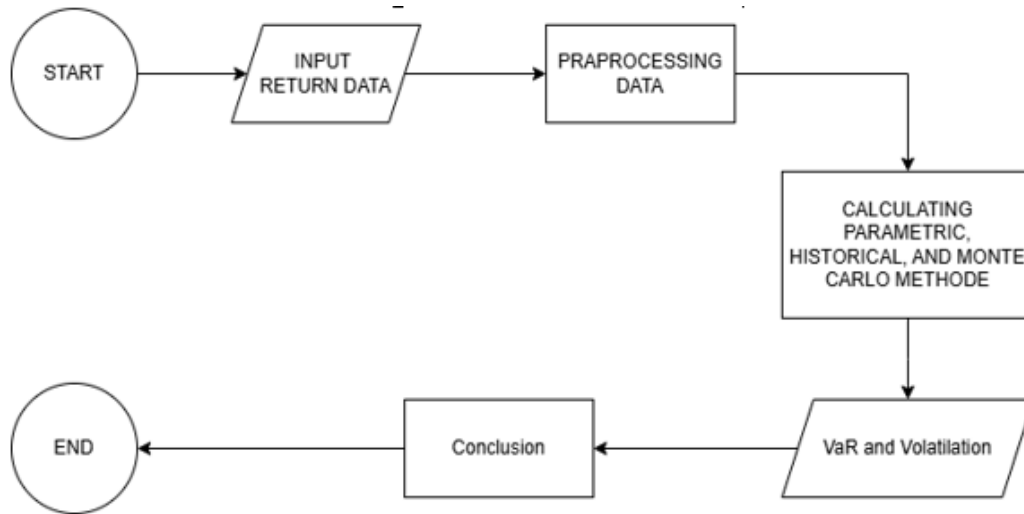 START
INPUT
RETURN DATA
PRAPROCESSING
DATA
CALCULATING
PARAMETRIC,
HISTORICAL, AND MONTE
CARLO METHODE
VaR and Volatilation
Conclusion
END